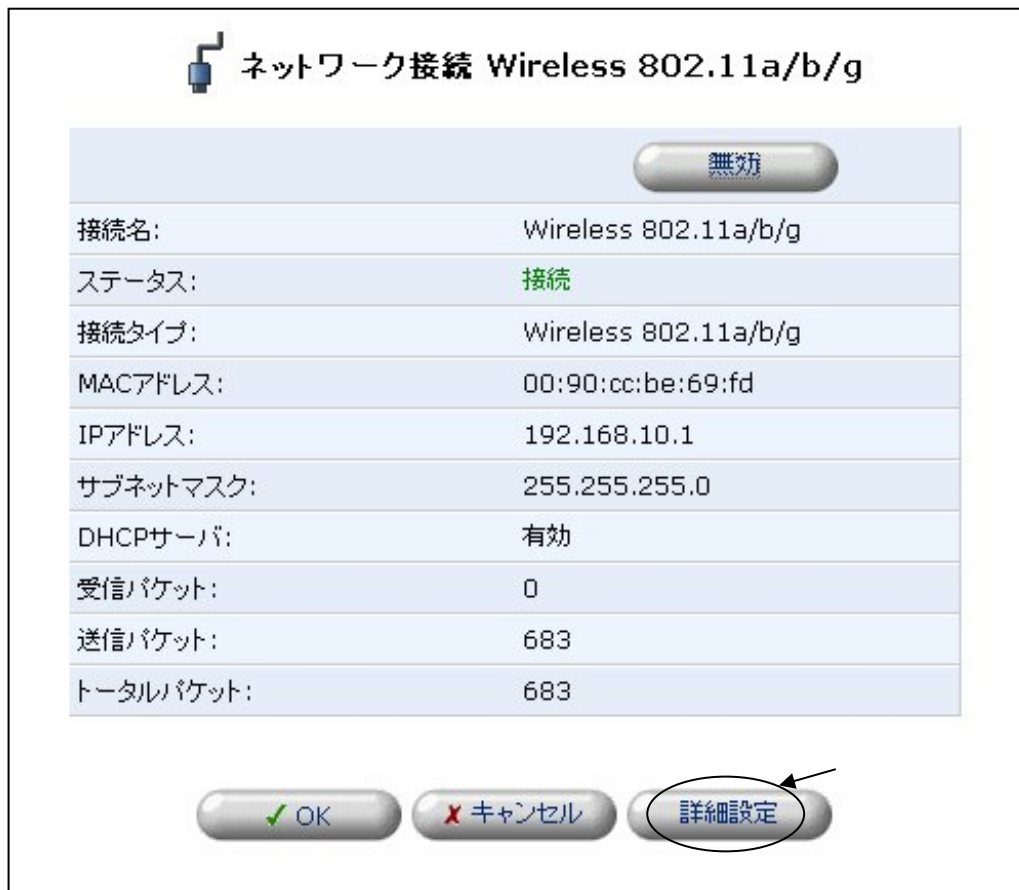 ネットワーク接続 Wireless 802.11a/b/g
無効
接続名: Wireless 802.11a/b/g
ステータス: 接続
接続タイプ: Wireless 802.11a/b/g
MACアドレス: 00:90:cc:be:69:fd
IPアドレス: 192.168.10.1
サブネットマスク: 255.255.255.0
DHCPサーバ: 有効
受信パケット: 0
送信パケット: 683
トータルパケット: 683
OK キャンセル 詳細設定